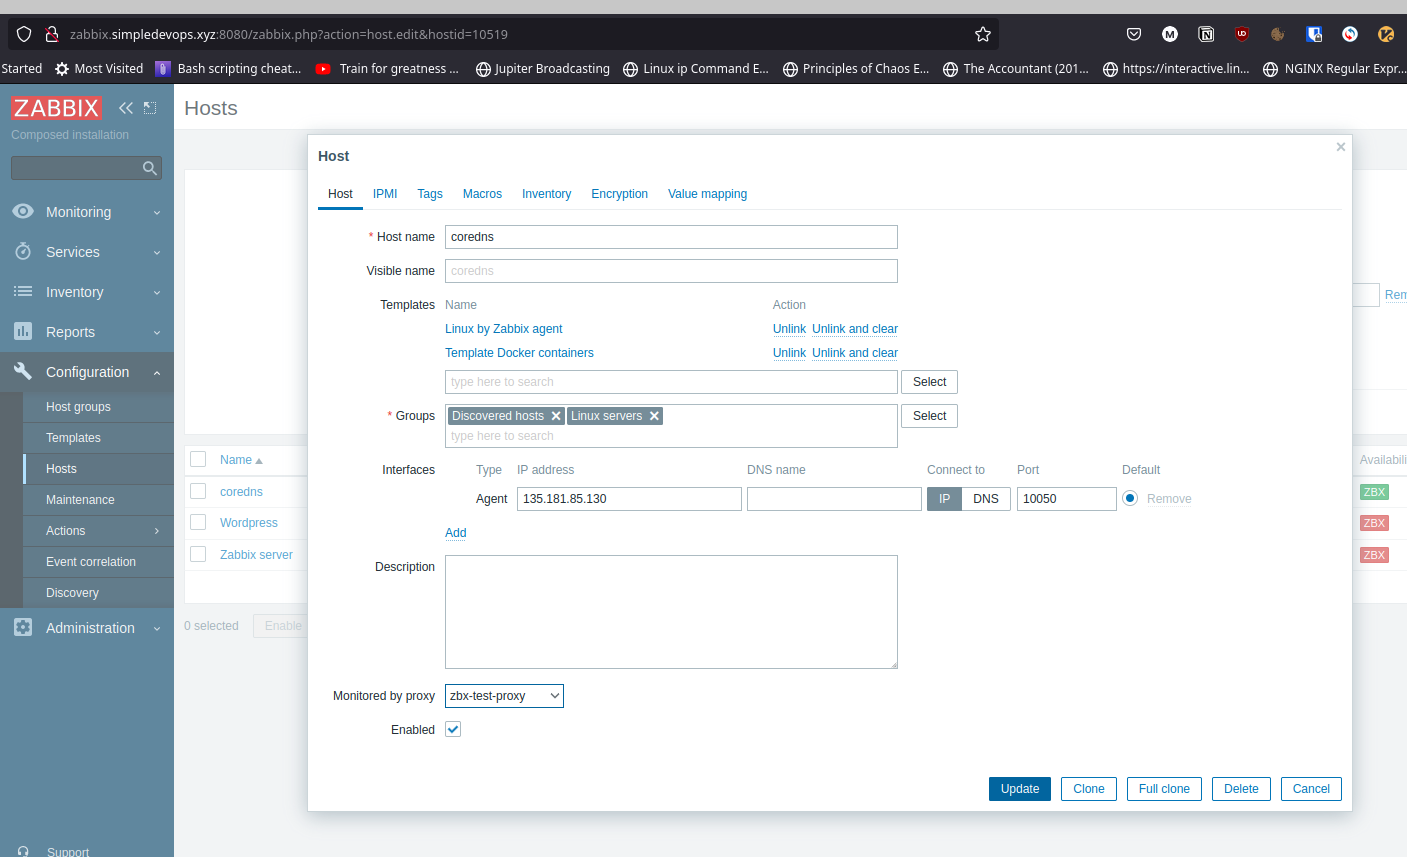 zabbix.simpledevops.xyz:8080/zabbix.php?action=host.edit&hostid=10519
Started Most Visited Bash scripting cheat... Train for greatness ... Jupiter Broadcasting Linux ip Command E... Principles of Chaos E... The Accountant (201... https://interactive.lin... NGINX Regular Expr...
ZABBIX
Composed installation
Monitoring
Services
Inventory
Reports
Configuration
Host groups
Templates
Hosts
Maintenance
Actions
Event correlation
Discovery
Administration
Support
Hosts
Host
Host IPMI Tags Macros Inventory Encryption Value mapping
* Host name coredns
Visible name coredns
Templates Name Action
Linux by Zabbix agent Unlink Unlink and clear
Template Docker containers Unlink Unlink and clear
type here to search Select
* Groups Discovered hosts Linux servers Select
type here to search
Interfaces Type IP address DNS name Connect to Port Default
Agent 135.181.85.130 IP DNS 10050 Remove
Add
Description
Monitored by proxy zbx-test-proxy
Enabled
Update Clone Full clone Delete Cancel
Rem
Name Availabili
coredns ZBX
Wordpress ZBX
Zabbix server ZBX
0 selected Enable